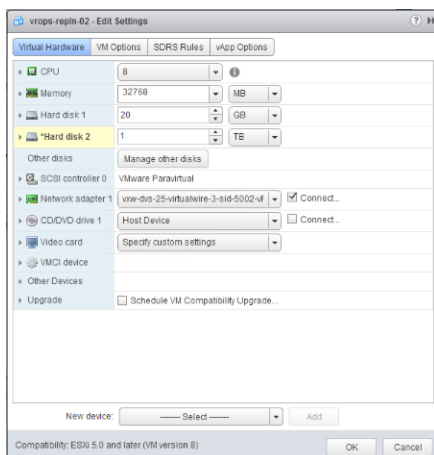 vrops-repln-02 - Edit Settings
Virtual Hardware VM Options SDRS Rules vApp Options
CPU 8
Memory 32768 MB
Hard disk 1 20 GB
*Hard disk 2 1 TB
Other disks Manage other disks
SCSI controller 0 VMware Paravirtual
Network adapter 1 vxw-dvs-25-virtualwire-3-sid-5002-vF Connect...
CD/DVD drive 1 Host Device Connect...
Video card Specify custom settings
VMCI device
Other Devices
Upgrade Schedule VM Compatibility Upgrade...
New device: ------- Select ------- Add
Compatibility: ESXi 5.0 and later (VM version 8) OK Cancel